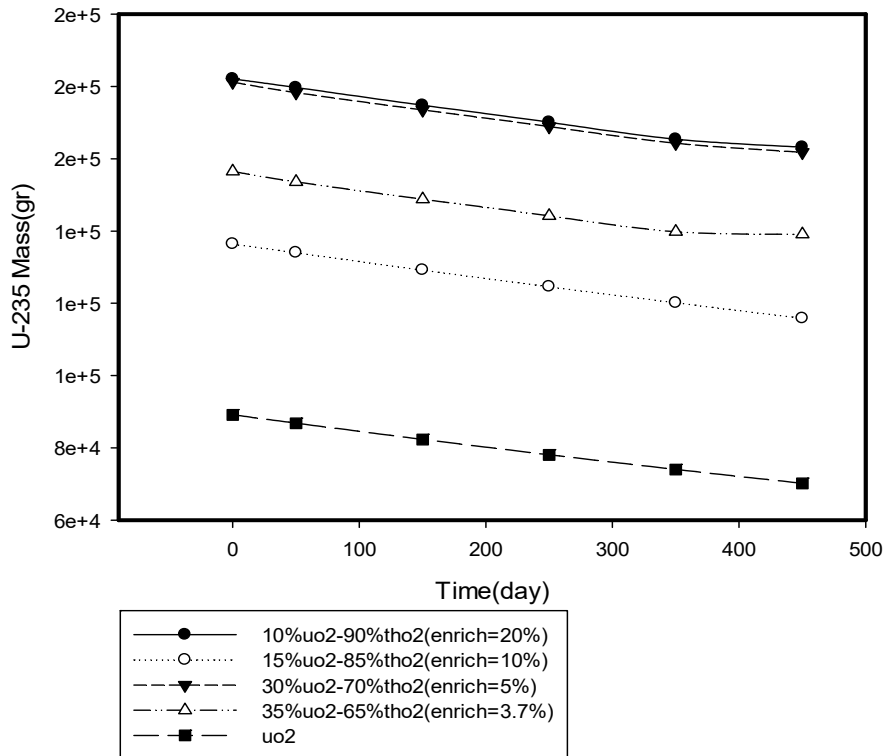 2e+5
2e+5
2e+5
1e+5
1e+5
1e+5
8e+4
6e+4
U-235 Mass(gr)
0 100 200 300 400 500
Time(day)
10%uo2-90%tho2(enrich=20%)
15%uo2-85%tho2(enrich=10%)
30%uo2-70%tho2(enrich=5%)
35%uo2-65%tho2(enrich=3.7%)
uo2